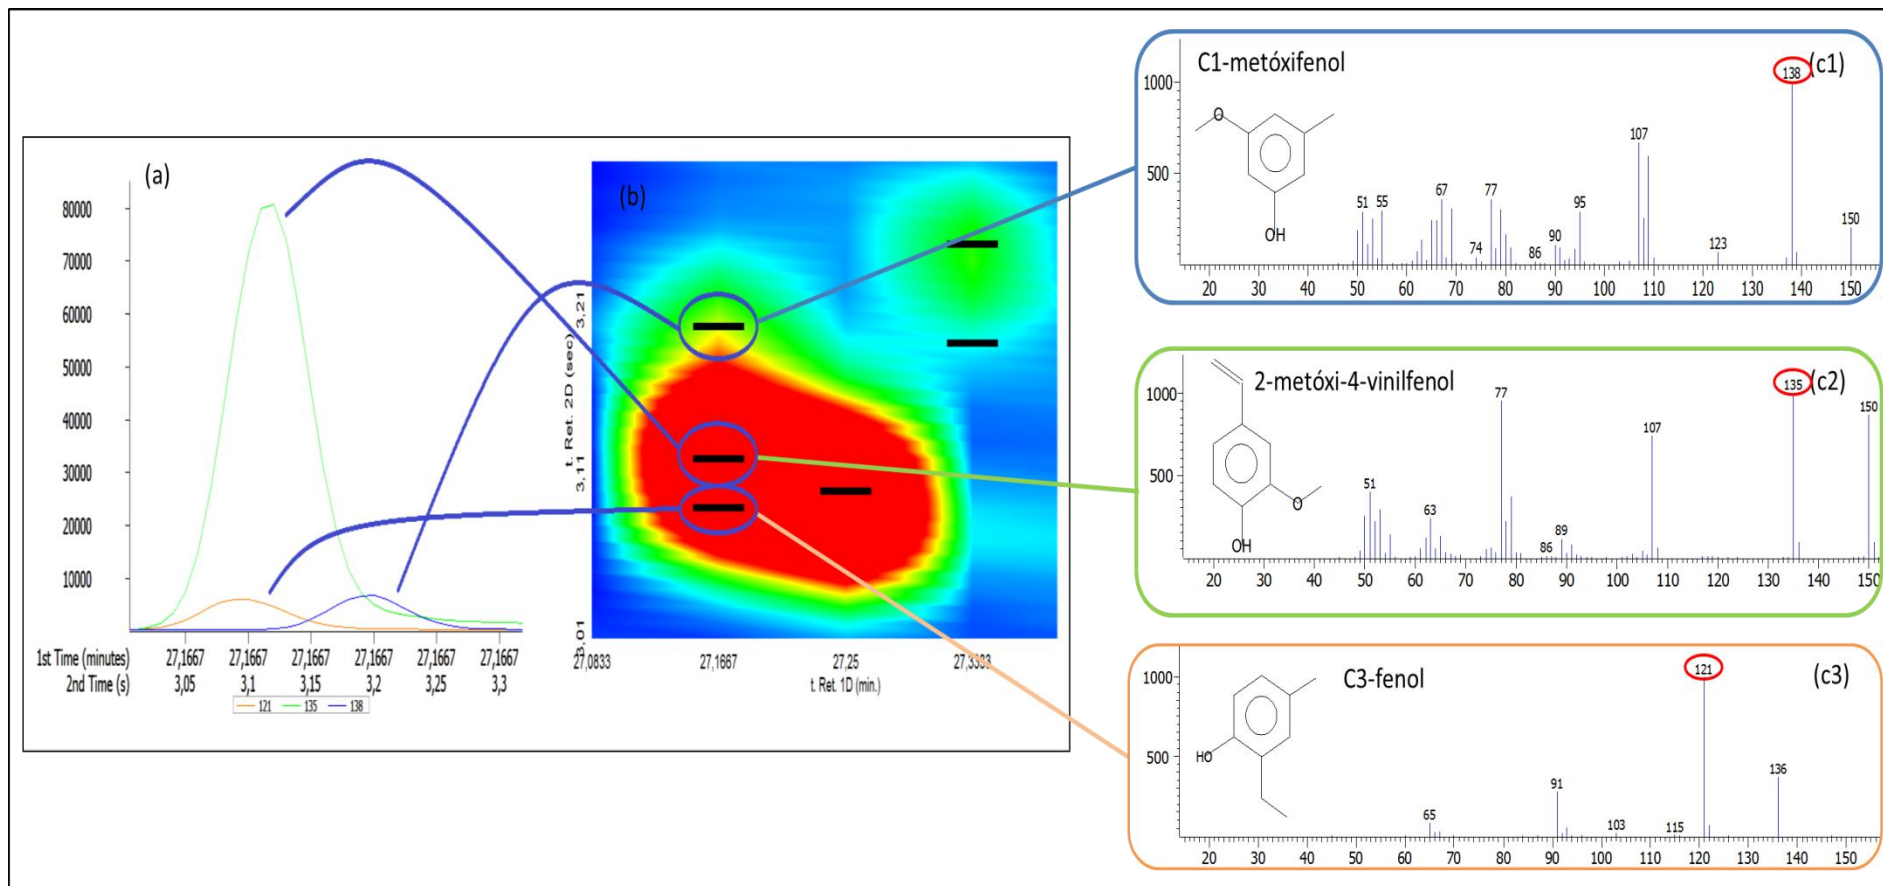 (a)
80000
70000
60000
50000
40000
30000
20000
10000
1st Time (minutes) 27,1667 27,1667 27,1667 27,1667 27,1667 27,1667
2nd Time (s) 3,05 3,1 3,15 3,2 3,25 3,3
121 135 138
(b)
t. Ret. 2D (sec)
3,21
3,11
3,01
27,0833 27,1667 27,25 27,3333
t. Ret. 1D (min.)
C1-metóxifenol (c1)
1000
500
O
OH
51 55 67 74 77 86 90 95 107 123 138 150
20 30 40 50 60 70 80 90 100 110 120 130 140 150
2-metóxi-4-vinilfenol (c2)
1000
500
O
OH
51 63 77 86 89 107 135 150
20 30 40 50 60 70 80 90 100 110 120 130 140 150
C3-fenol (c3)
1000
500
HO
65 91 103 115 121 136
20 30 40 50 60 70 80 90 100 110 120 130 140 150